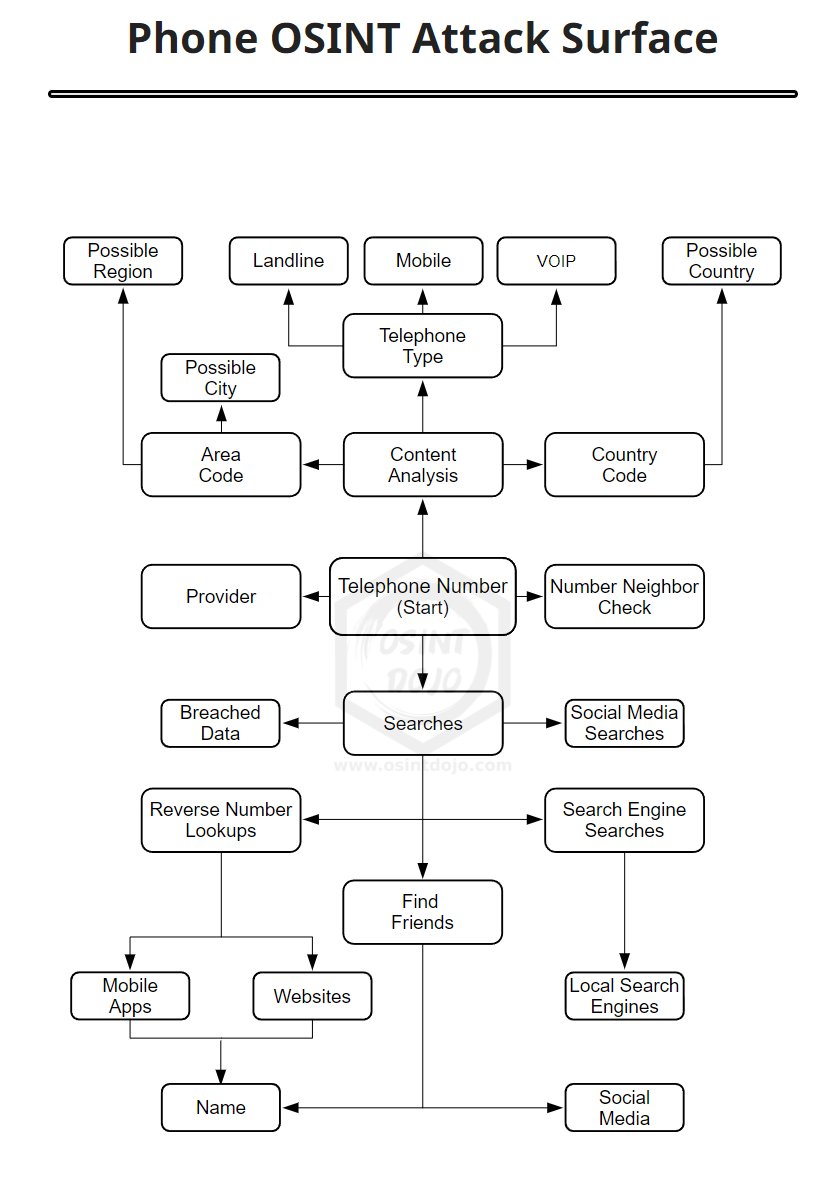 Phone OSINT Attack Surface
Possible
Region
Landline
Mobile
VOIP
Possible
Country
Telephone
Type
Possible
City
Area
Code
Content
Analysis
Country
Code
Provider
Telephone Number
(Start)
Number Neighbor
Check
OSINT
DOJO
Breached
Data
Searches
Social Media
Searches
www.osintdojo.com
Reverse Number
Lookups
Search Engine
Searches
Find
Friends
Mobile
Apps
Websites
Local Search
Engines
Name
Social
Media